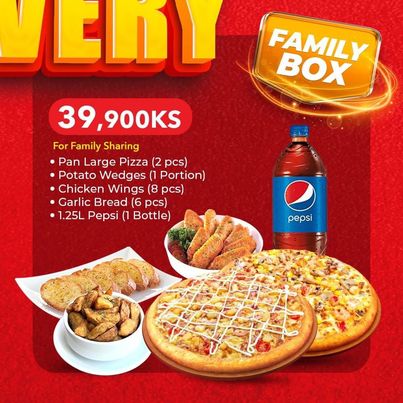 VERY
FAMILY
BOX
39,900KS
For Family Sharing
• Pan Large Pizza (2 pcs)
• Potato Wedges (1 Portion)
• Chicken Wings (8 pcs)
• Garlic Bread (6 pcs)
• 1.25L Pepsi (1 Bottle)
pepsi